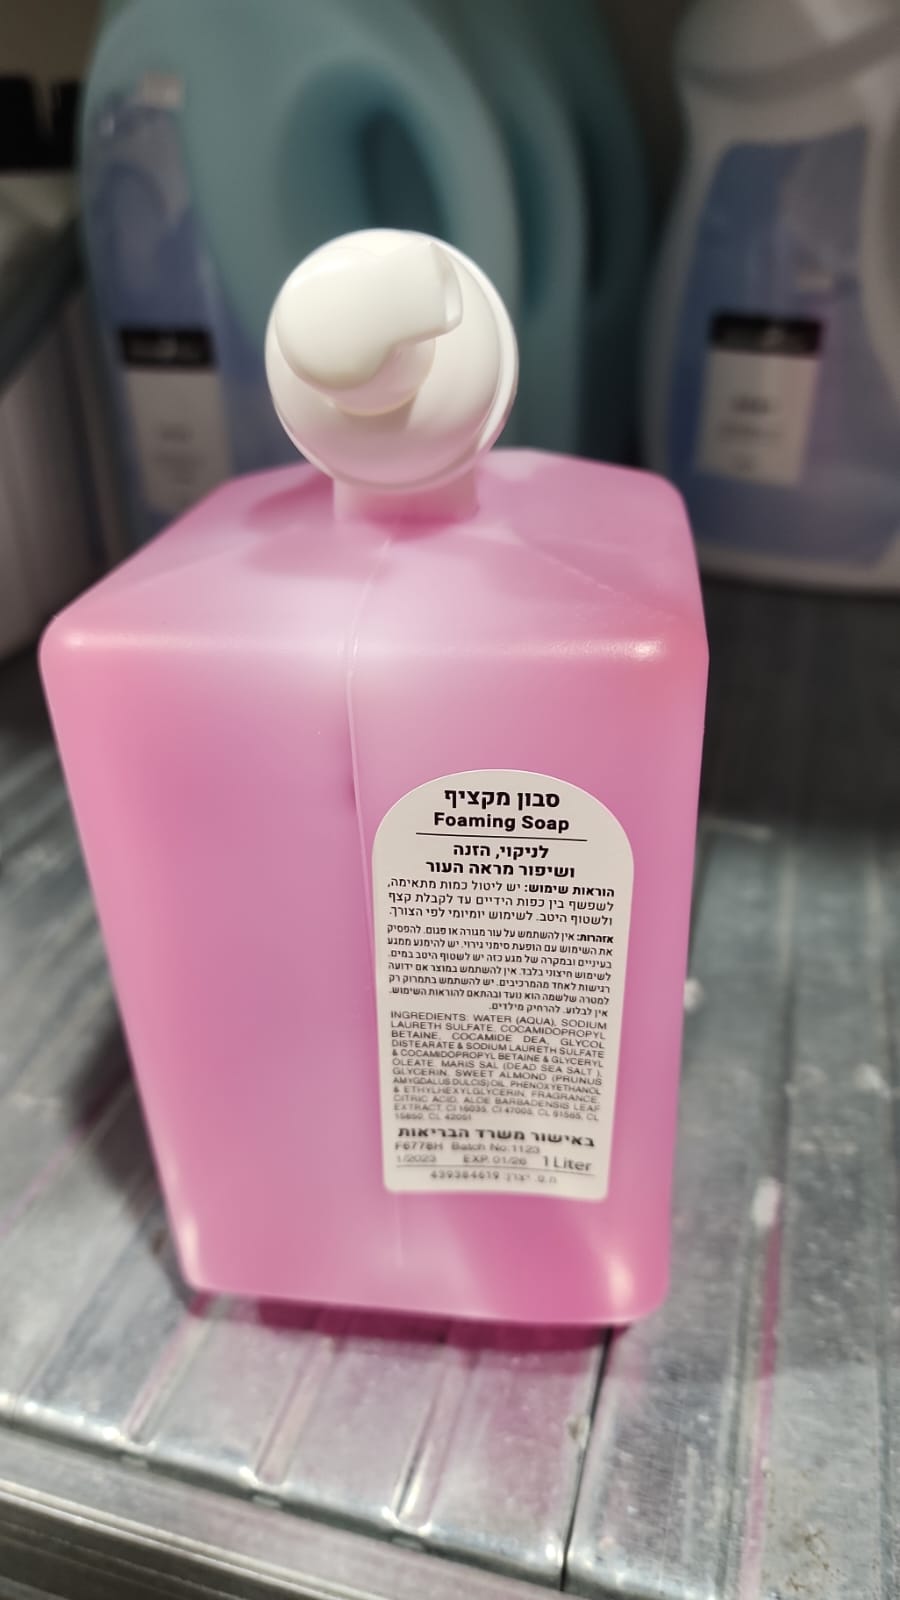 סבון מקציף
Foaming Soap
לניקוי, הזנה
ושיפור מראה העור
הוראות שימוש: יש ליטול כמות מתאימה,
לשפשף בין כפות הידיים עד לקבלת קצף
ולשטוף היטב. לשימוש יומיומי לפי הצורך.
אזהרות: אין להשתמש על עור מגורה או פגום. להפסיק
את השימוש עם הופעת סימני גירוי. יש להימנע ממגע
בעיניים ובמקרה של מגע כזה יש לשטוף היטב במים.
לשימוש חיצוני בלבד. אין להשתמש במוצר אם ידועה
רגישות לאחד מהמרכיבים. יש להשתמש בתמרוק רק
למטרה שלשמה הוא נועד ובהתאם להוראות השימוש.
אין לבלוע. להרחיק מילדים.
INGREDIENTS: WATER (AQUA), SODIUM
LAURETH SULFATE, COCAMIDOPROPYL
BETAINE, COCAMIDE DEA, GLYCOL
DISTEARATE & SODIUM LAURETH SULFATE
& COCAMIDOPROPYL BETAINE & GLYCERYL
OLEATE, MARIS SAL (DEAD SEA SALT ),
GLYCERIN, SWEET ALMOND (PRUNUS
AMYGDALUS DULCIS) OIL, PHENOXYETHANOL
& ETHYLHEXYLGLYCERIN, FRAGRANCE,
CITRIC ACID, ALOE BARBADENSIS LEAF
EXTRACT, CI 16035, CI 47005, CL 91565, CL
15850, CL 42051
באישור משרד הבריאות
F6778H Batch No:1123
1/2023 EXP. 01/26 1 Liter
ח.פ. יצרן: 439384619